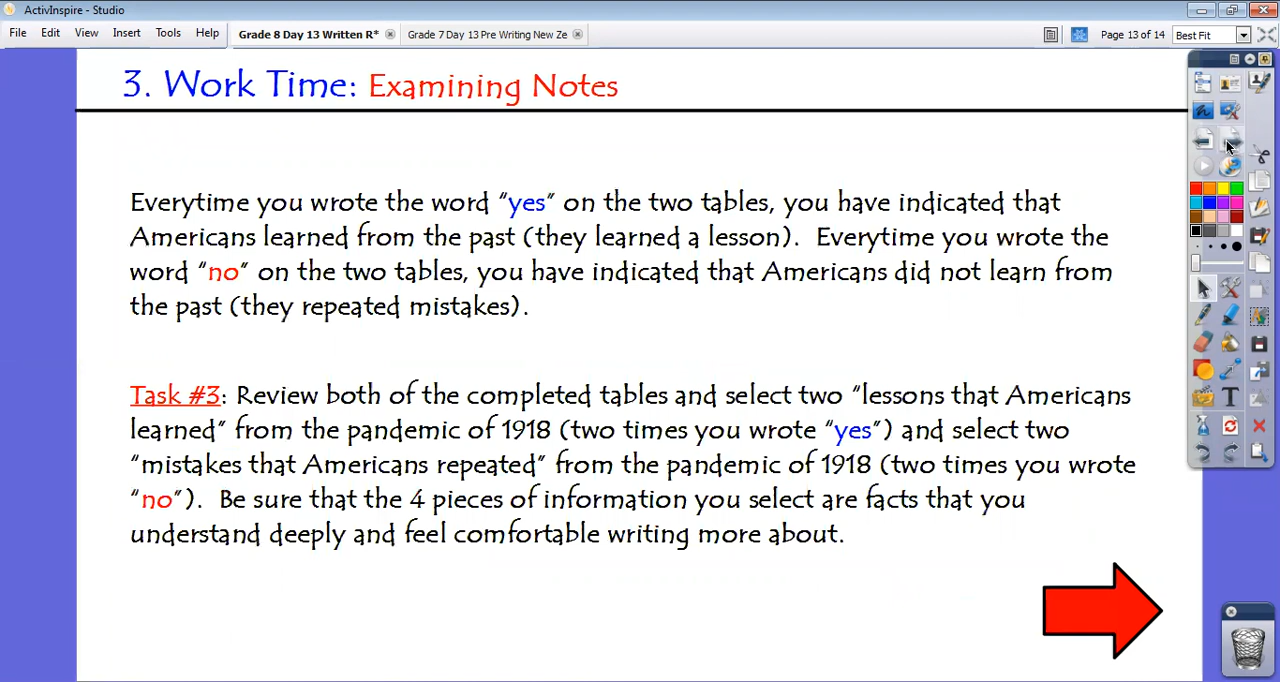 ActivInspire - Studio
File Edit View Insert Tools Help
Grade 8 Day 13 Written R* Grade 7 Day 13 Pre Writing New Ze
Page 13 of 14 Best Fit
3. Work Time: Examining Notes
Everytime you wrote the word "yes" on the two tables, you have indicated that
Americans learned from the past (they learned a lesson). Everytime you wrote the
word "no" on the two tables, you have indicated that Americans did not learn from
the past (they repeated mistakes).
Task #3: Review both of the completed tables and select two "lessons that Americans
learned" from the pandemic of 1918 (two times you wrote "yes") and select two
"mistakes that Americans repeated" from the pandemic of 1918 (two times you wrote
"no"). Be sure that the 4 pieces of information you select are facts that you
understand deeply and feel comfortable writing more about.